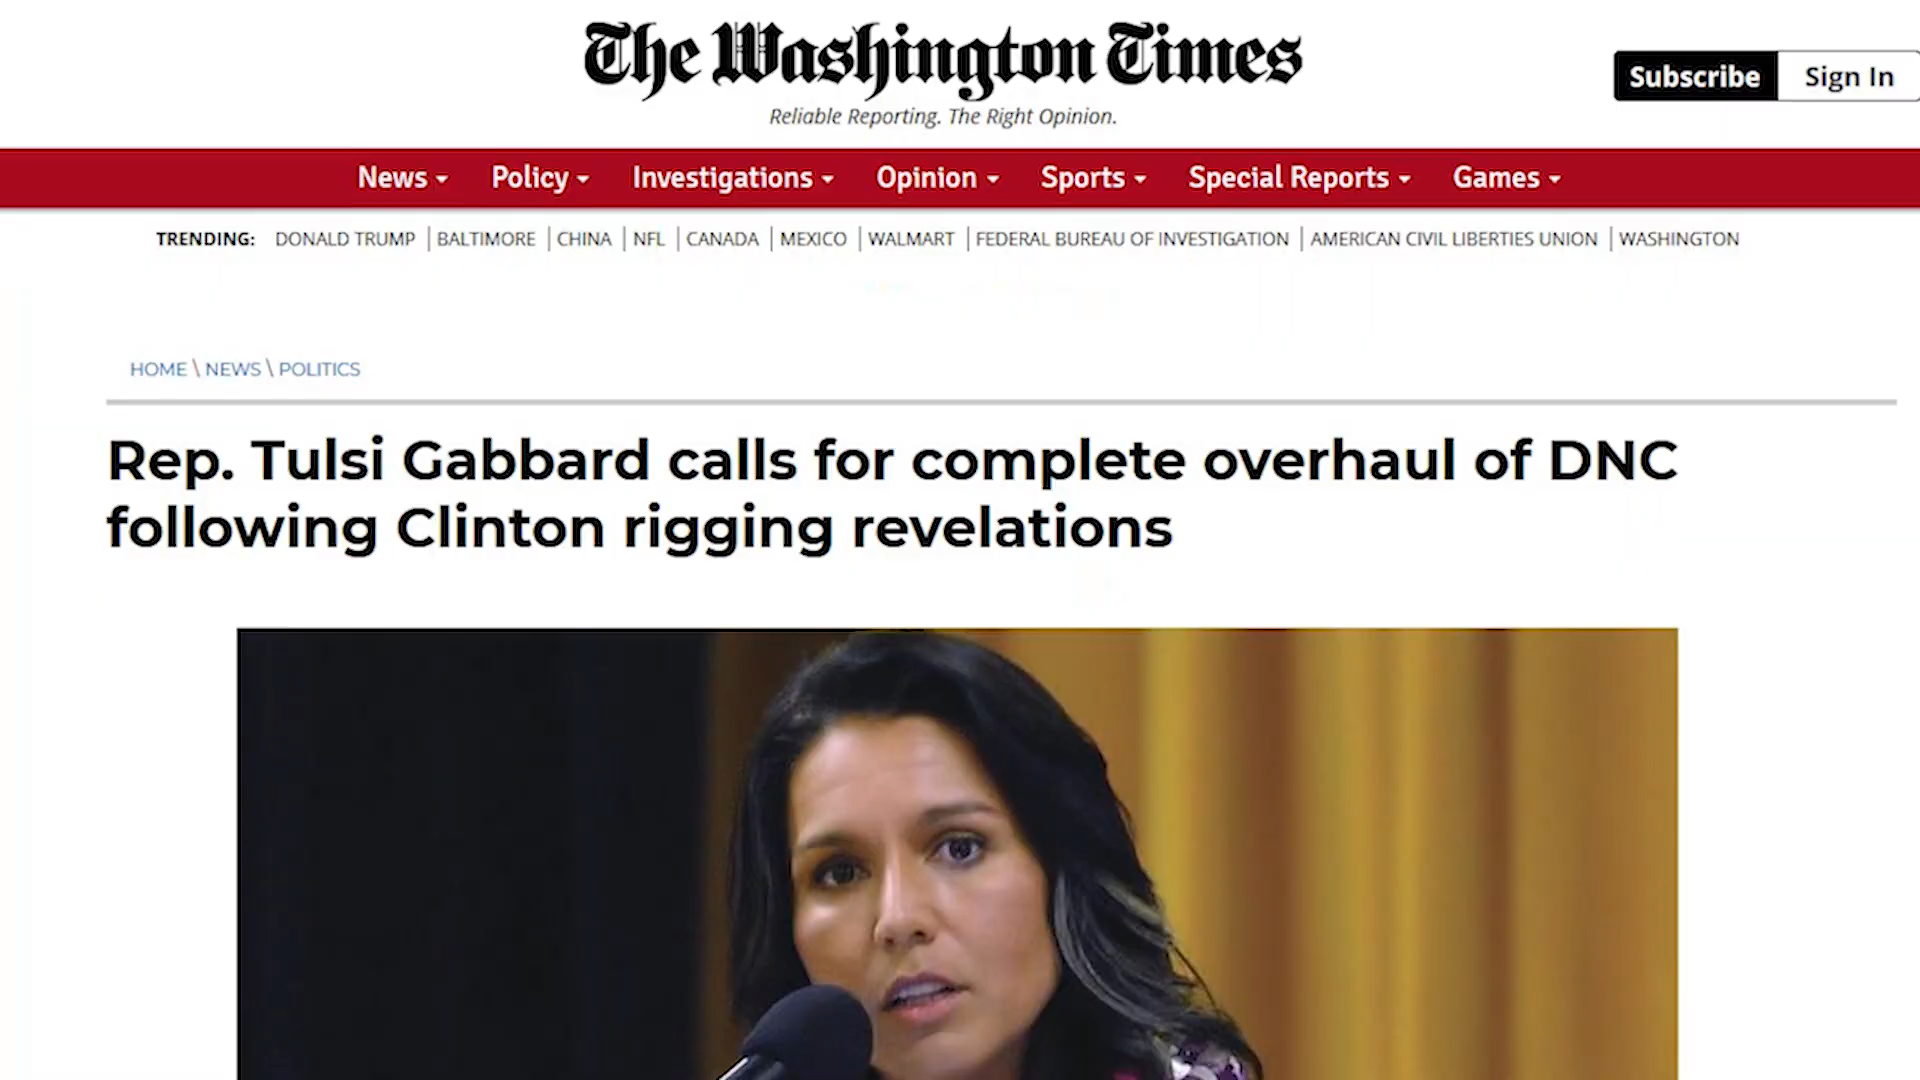 The Washington Times
Reliable Reporting. The Right Opinion.
Subscribe
Sign In
News
Policy
Investigations
Opinion
Sports
Special Reports
Games
TRENDING: DONALD TRUMP | BALTIMORE | CHINA | NFL | CANADA | MEXICO | WALMART | FEDERAL BUREAU OF INVESTIGATION | AMERICAN CIVIL LIBERTIES UNION | WASHINGTON
HOME \ NEWS \ POLITICS
Rep. Tulsi Gabbard calls for complete overhaul of DNC
following Clinton rigging revelations